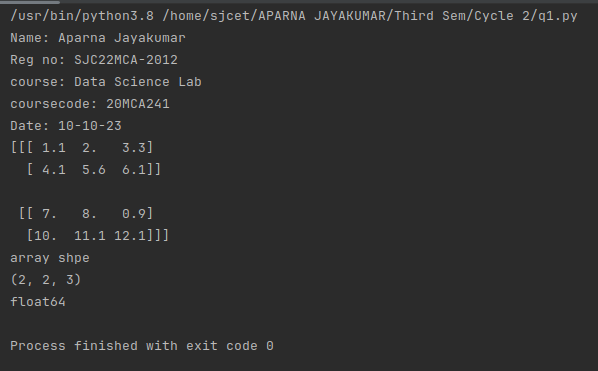 /usr/bin/python3.8 /home/sjcet/APARNA JAYAKUMAR/Third Sem/Cycle 2/q1.py
Name: Aparna Jayakumar
Reg no: SJC22MCA-2012
course: Data Science Lab
coursecode: 20MCA241
Date: 10-10-23
[[[ 1.1  2.   3.3]
  [ 4.1  5.6  6.1]]

 [[ 7.   8.   0.9]
  [10.  11.1 12.1]]]
array shpe
(2, 2, 3)
float64

Process finished with exit code 0